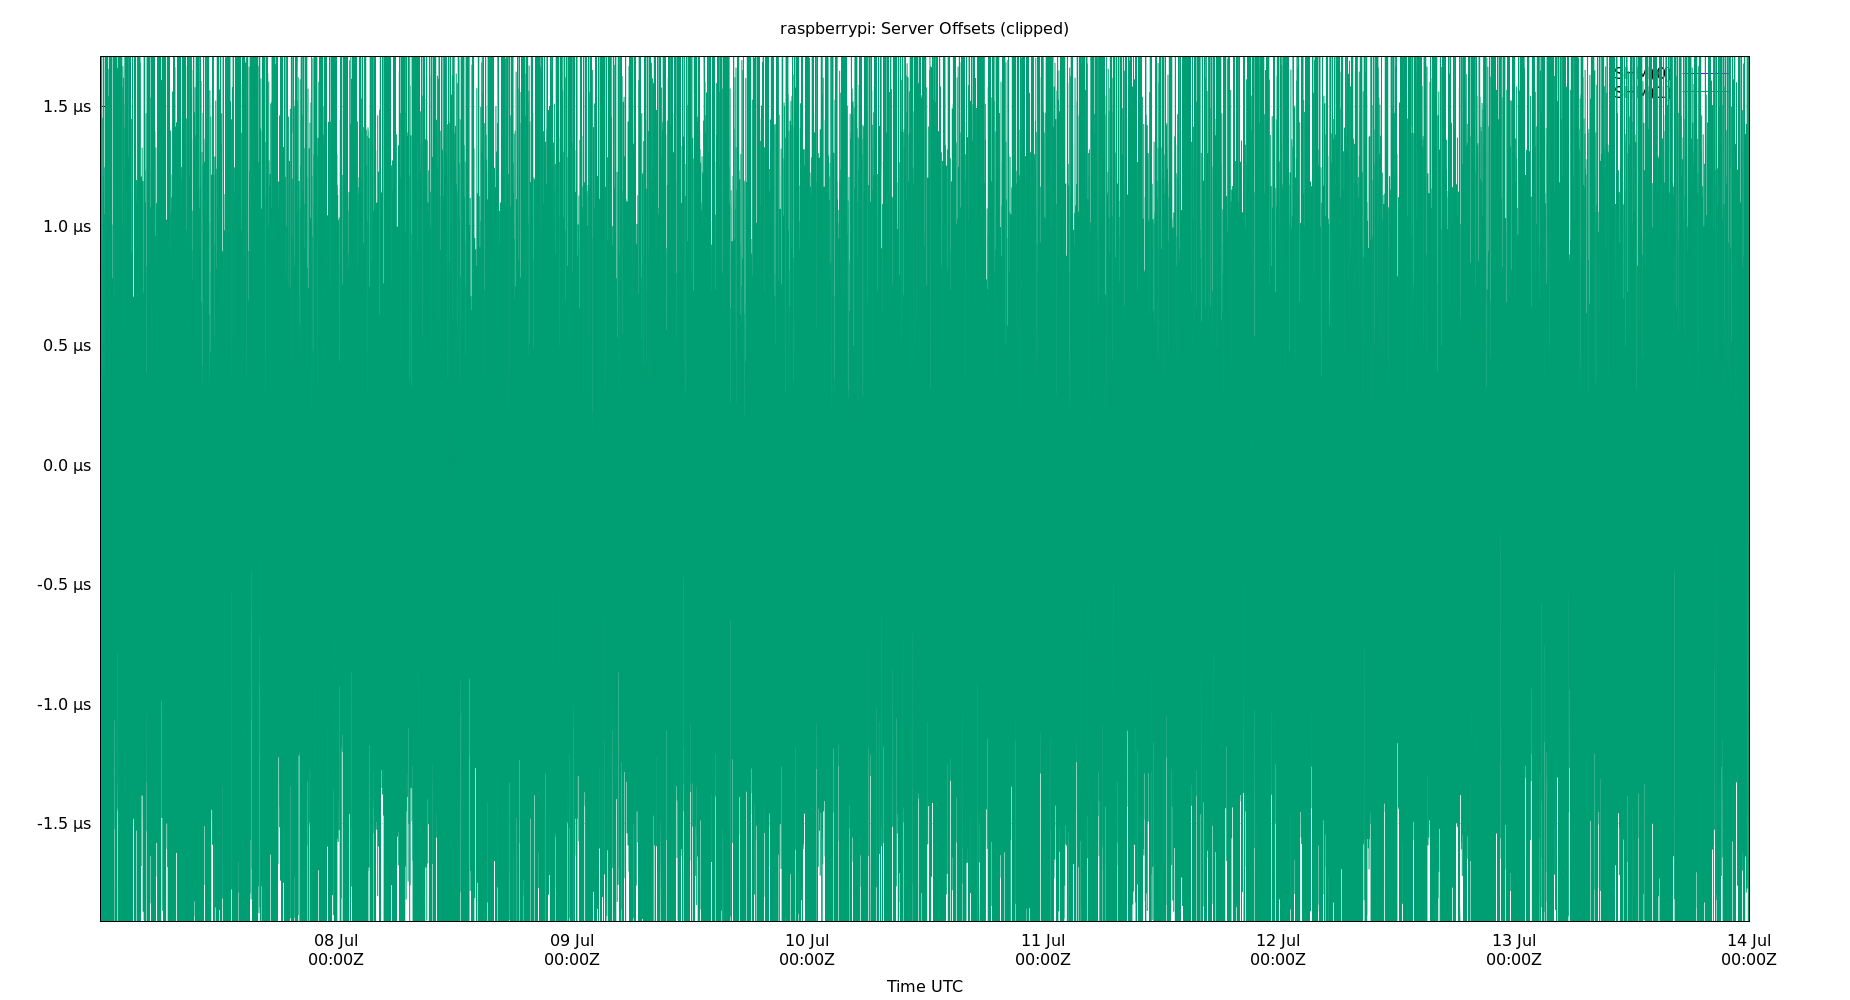 raspberrypi: Server Offsets (clipped)
1.5 µs
1.0 µs
0.5 µs
0.0 µs
-0.5 µs
-1.0 µs
-1.5 µs
08 Jul 09 Jul 10 Jul 11 Jul 12 Jul 13 Jul 14 Jul
00:00Z 00:00Z 00:00Z 00:00Z 00:00Z 00:00Z 00:00Z
Time UTC